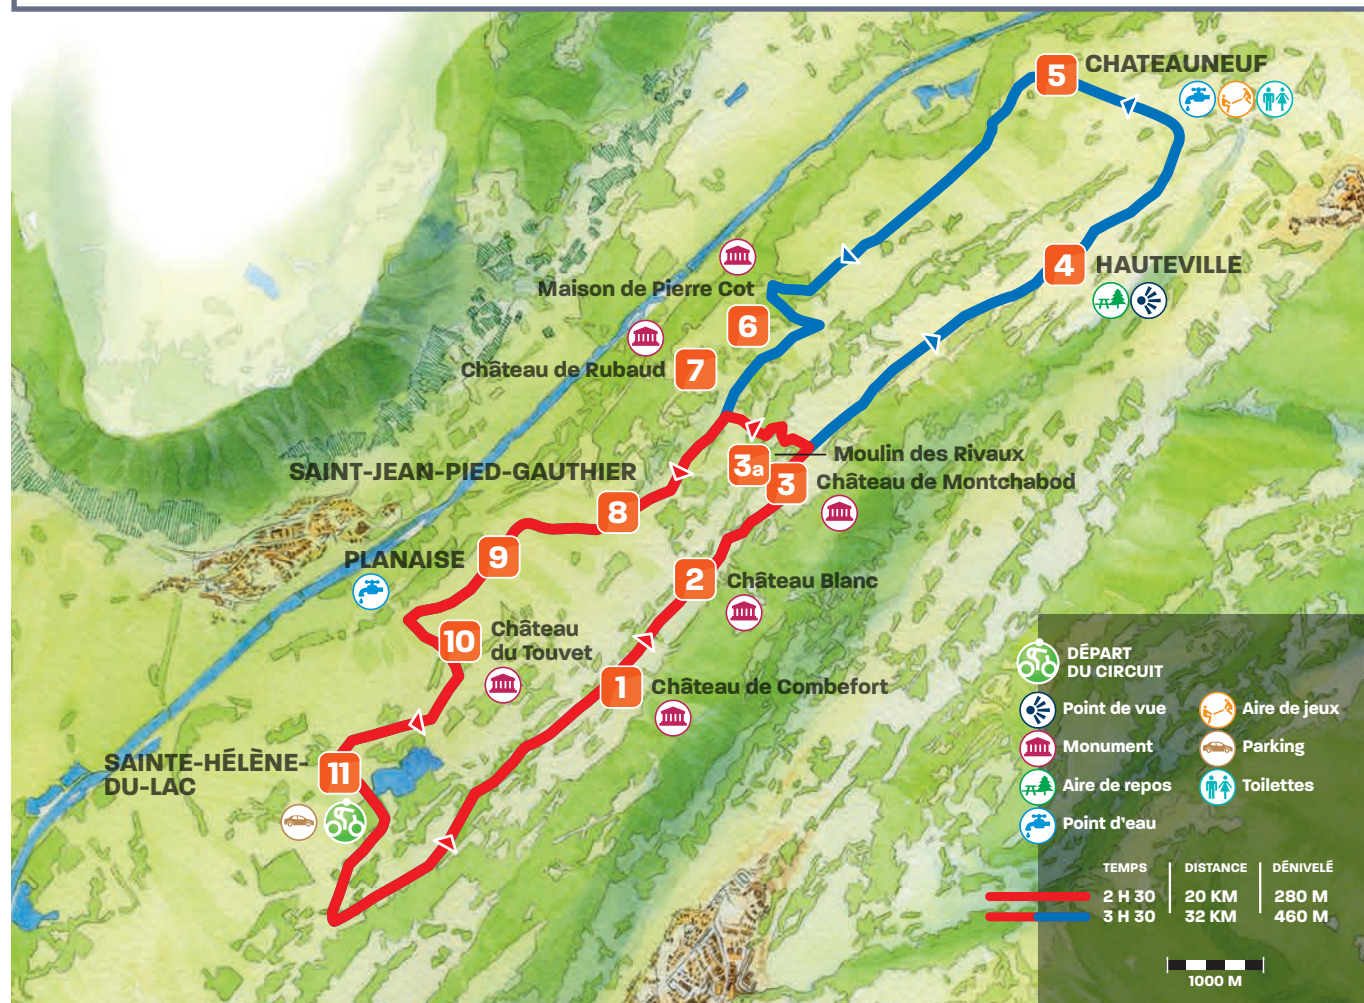 5
CHATEAUNEUF
4
HAUTEVILLE
Maison de Pierre Cot
6
Château de Rubaud
7
3a
Moulin des Rivaux
3
Château de Montchabod
SAINT-JEAN-PIED-GAUTHIER
8
PLANAISE
9
2
Château Blanc
10
Château
du Touvet
1
Château de Combefort
SAINTE-HÉLÈNE-
DU-LAC
11
DÉPART
DU CIRCUIT
Point de vue
Aire de jeux
Monument
Parking
Aire de repos
Toilettes
Point d'eau
TEMPS DISTANCE DÉNIVELÉ
2 H 30 20 KM 280 M
3 H 30 32 KM 460 M
1000 M